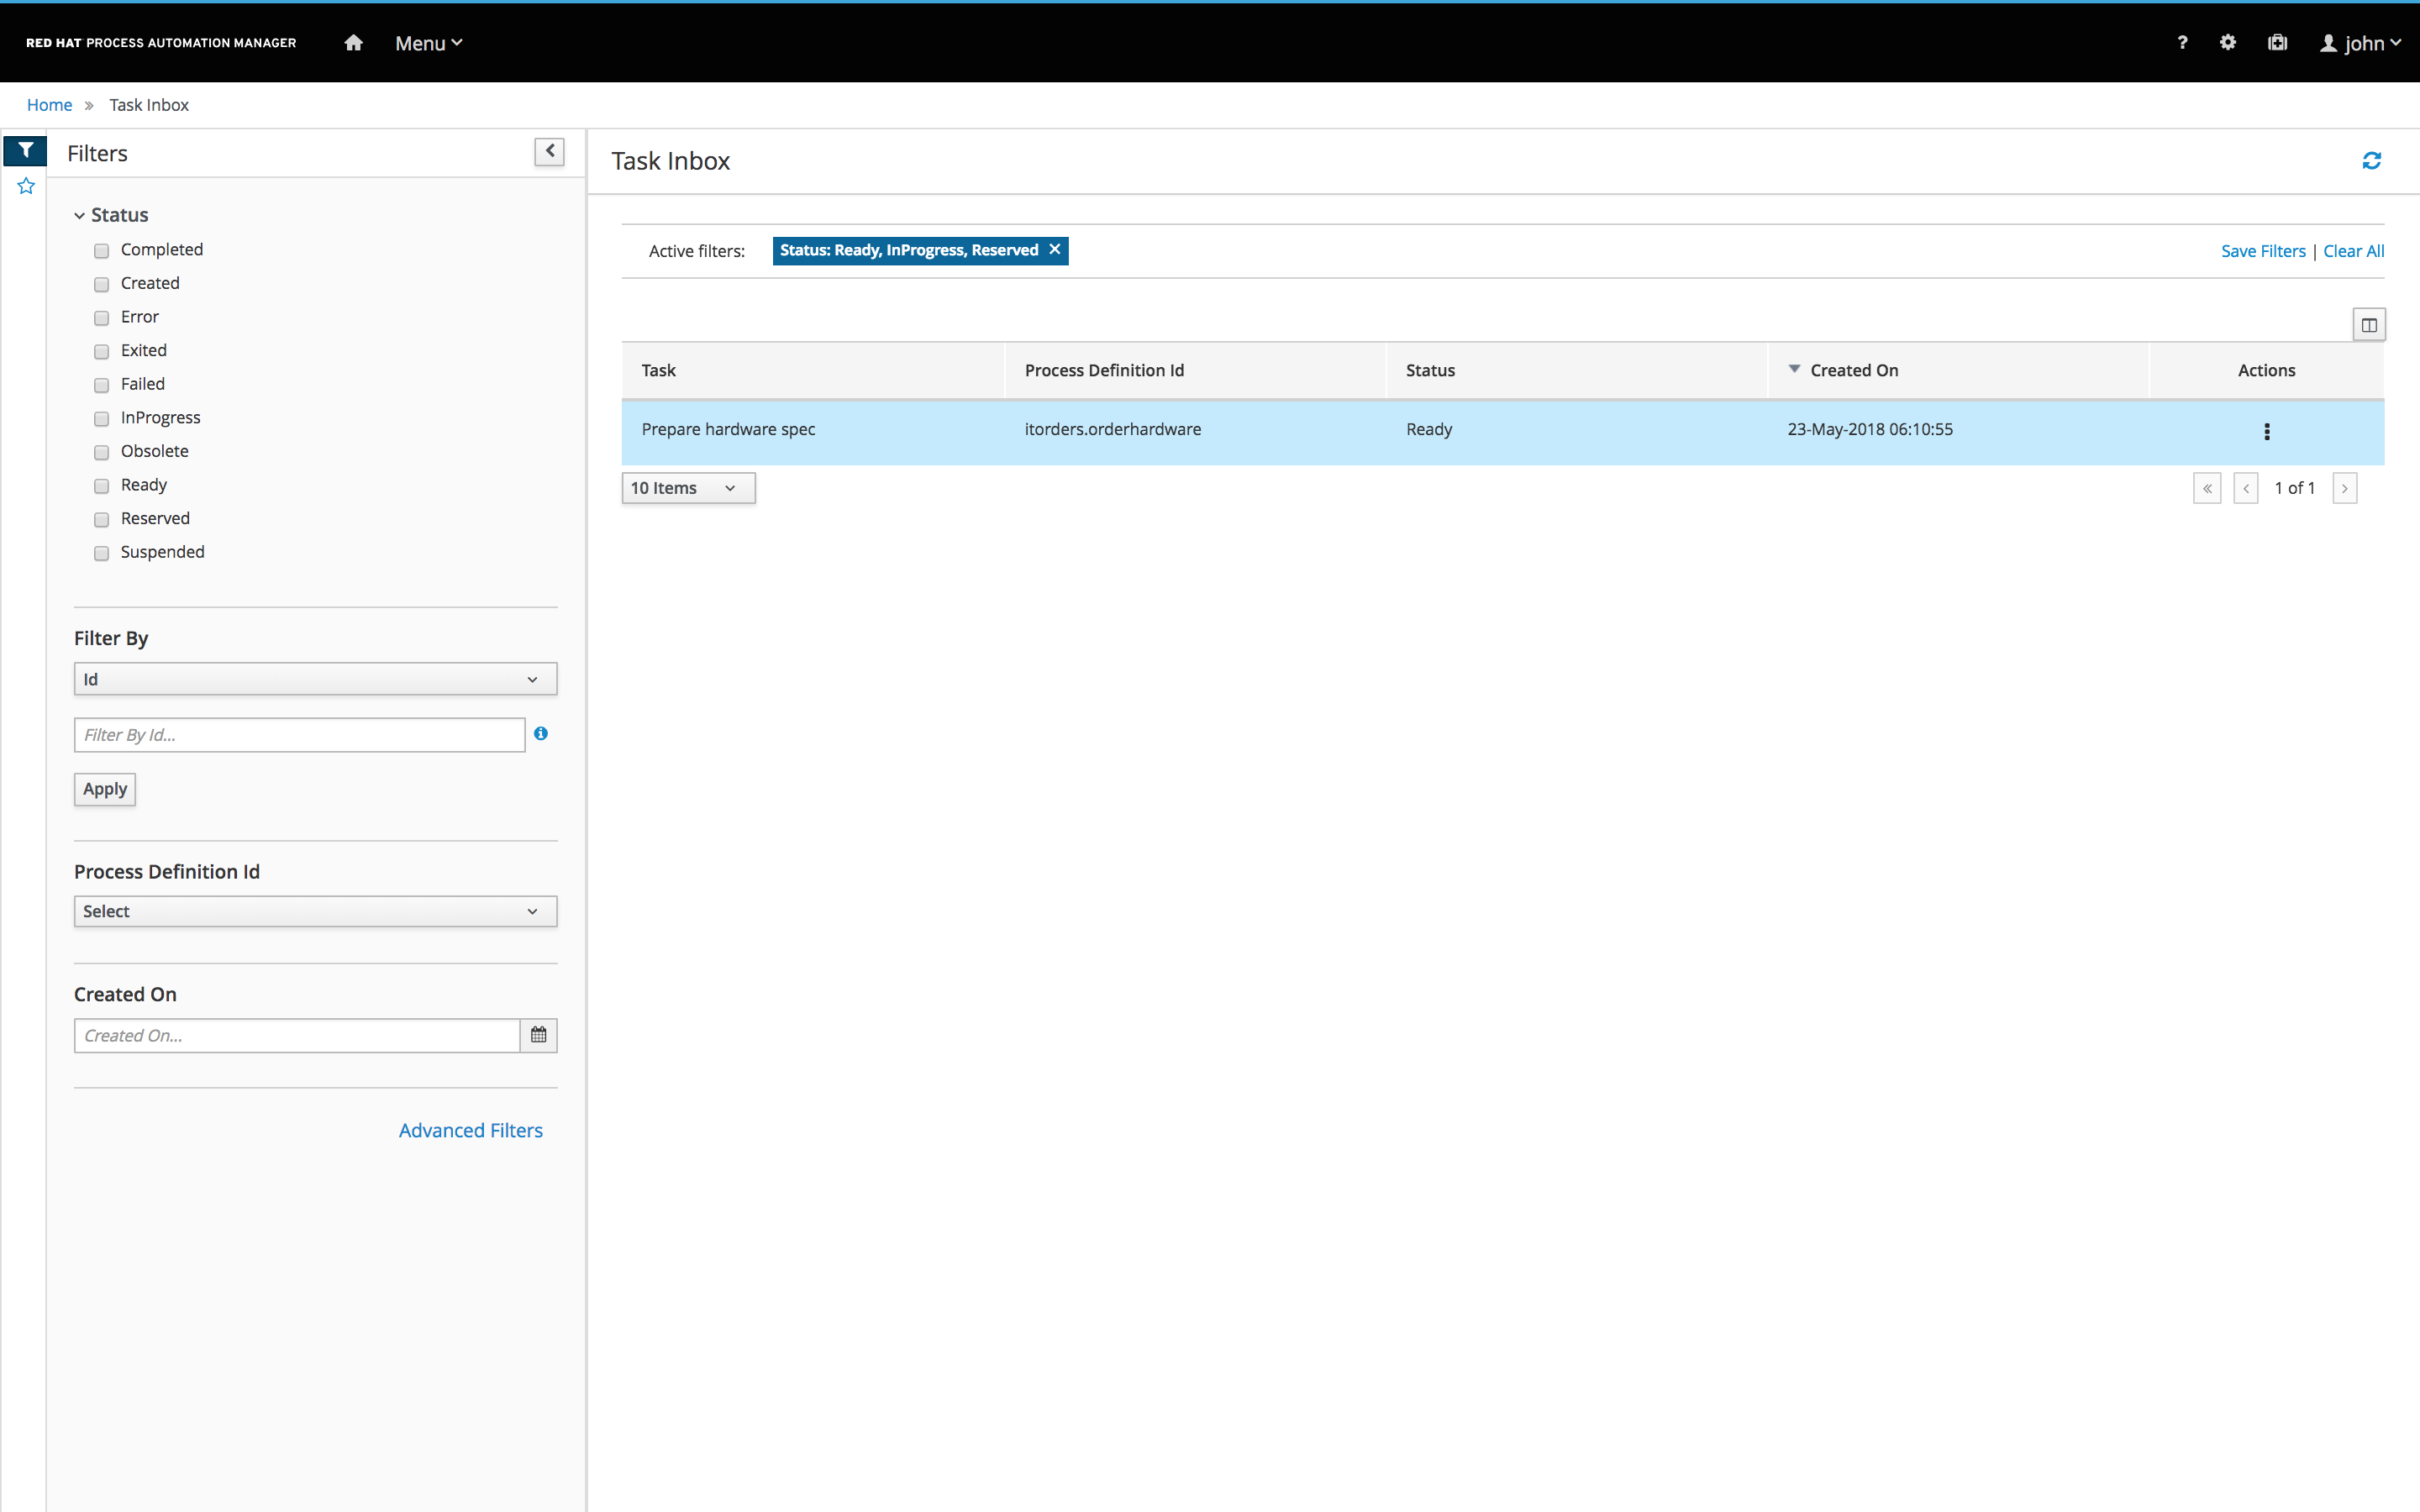 RED HAT PROCESS AUTOMATION MANAGER Menu ? john
Home » Task Inbox
Filters
Status
Completed
Created
Error
Exited
Failed
InProgress
Obsolete
Ready
Reserved
Suspended
Filter By
Id
Filter By Id...
Apply
Process Definition Id
Select
Created On
Created On...
Advanced Filters
Task Inbox
Active filters: Status: Ready, InProgress, Reserved ✕ Save Filters | Clear All
Task Process Definition Id Status Created On Actions
Prepare hardware spec itorders.orderhardware Ready 23-May-2018 06:10:55
10 Items « ‹ 1 of 1 ›